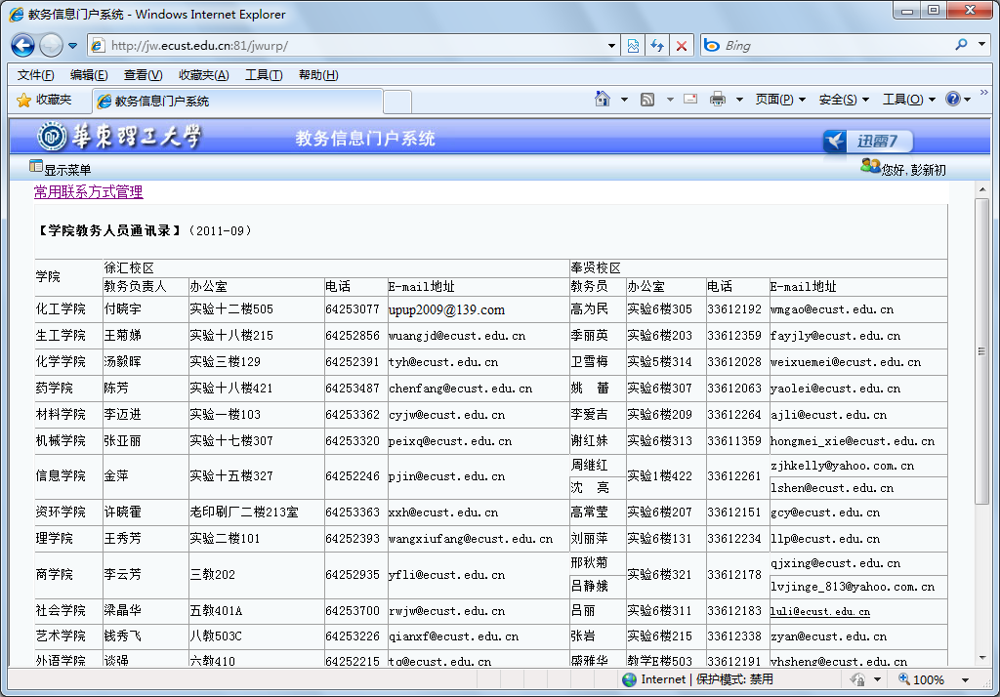 教务信息门户系统 - Windows Internet Explorer
http://jw.ecust.edu.cn:81/jwurp/
Bing
文件(F) 编辑(E) 查看(V) 收藏夹(A) 工具(T) 帮助(H)
收藏夹 教务信息门户系统 页面(P) 安全(S) 工具(O)
華東理工大学 教务信息门户系统 迅雷7
显示菜单 您好, 彭新初
常用联系方式管理
【学院教务人员通讯录】（2011-09）
学院 徐汇校区 奉贤校区
教务负责人 办公室 电话 E-mail地址 教务员 办公室 电话 E-mail地址
化工学院 付晓宇 实验十二楼505 64253077 upup2009@139.com 高为民 实验6楼305 33612192 wmgao@ecust.edu.cn
生工学院 王菊娣 实验十八楼215 64252856 wuangjd@ecust.edu.cn 季丽英 实验6楼203 33612359 fayjly@ecust.edu.cn
化学学院 汤毅晖 实验三楼129 64252391 tyh@ecust.edu.cn 卫雪梅 实验5楼314 33612028 weixuemei@ecust.edu.cn
药学院 陈芳 实验十八楼421 64253487 chenfang@ecust.edu.cn 姚 蕾 实验6楼307 33612063 yaolei@ecust.edu.cn
材料学院 李迈进 实验一楼103 64253362 cyjw@ecust.edu.cn 李爱吉 实验6楼209 33612264 ajli@ecust.edu.cn
机械学院 张亚丽 实验十七楼307 64253320 peixq@ecust.edu.cn 谢红妹 实验6楼313 33611359 hongmei_xie@ecust.edu.cn
信息学院 金萍 实验十五楼327 64252246 pjin@ecust.edu.cn 周继红 实验1楼422 33612261 zjhkelly@yahoo.com.cn
沈 亮 lshen@ecust.edu.cn
资环学院 许晓霍 老印刷厂二楼213室 64253363 xxh@ecust.edu.cn 高常莹 实验6楼207 33612151 gcy@ecust.edu.cn
理学院 王秀芳 实验二楼101 64252393 wangxiufang@ecust.edu.cn 刘丽萍 实验6楼131 33612234 llp@ecust.edu.cn
商学院 李云芳 三教202 64252935 yfli@ecust.edu.cn 邢秋菊 实验6楼321 33612178 qjxing@ecust.edu.cn
吕静娥 lvjinge_813@yahoo.com.cn
社会学院 梁晶华 五教401A 64253700 rwjw@ecust.edu.cn 吕丽 实验6楼311 33612183 luli@ecust.edu.cn
艺术学院 钱秀飞 八教503C 64253226 qianxf@ecust.edu.cn 张岩 实验6楼215 33612338 zyan@ecust.edu.cn
外语学院 谈强 六教410 64252215 tq@ecust.edu.cn 盛雅华 教学E楼503 33612191 yhsheng@ecust.edu.cn
Internet | 保护模式: 禁用 100%